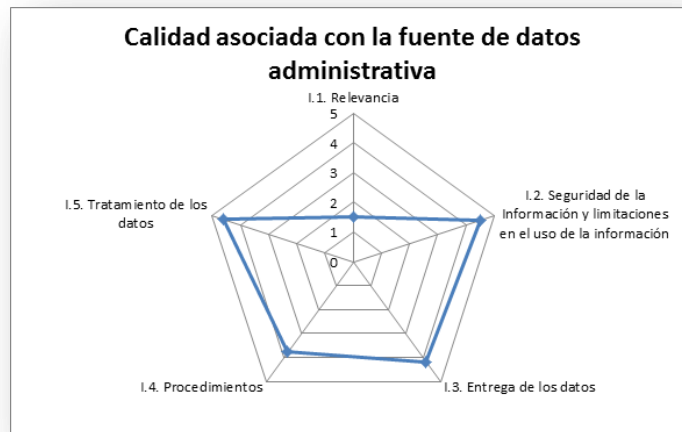 Calidad asociada con la fuente de datos
administrativa
I.1. Relevancia
5
4
3
2
1
0
I.2. Seguridad de la
Información y limitaciones
en el uso de la información
I.5. Tratamiento de los
datos
I.4. Procedimientos
I.3. Entrega de los datos